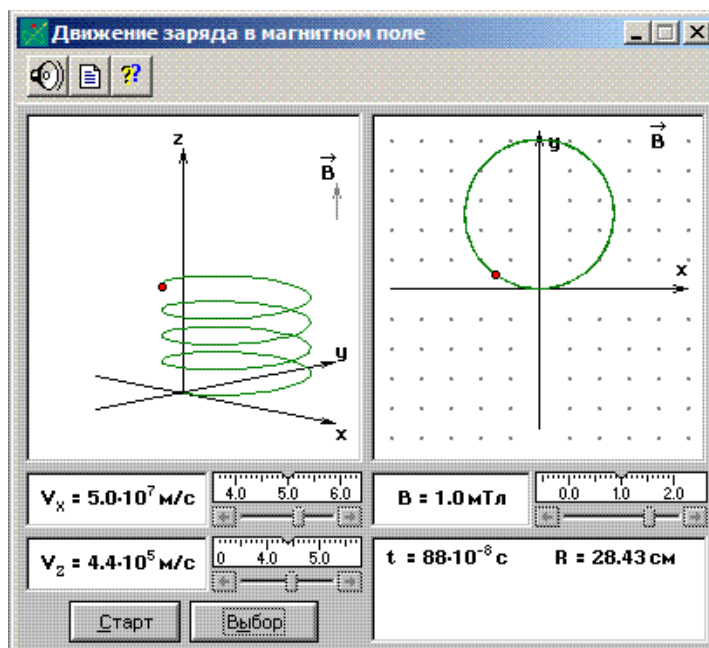 Движение заряда в магнитном поле
??
z
B
y
x
y
B
x
Vx = 5.0·10⁷ м/с
4.0 5.0 6.0
B = 1.0 мТл
0.0 1.0 2.0
Vz = 4.4·10⁵ м/с
0 4.0 5.0
t = 88·10⁻⁸ с R = 28.43 см
Старт
Выбор